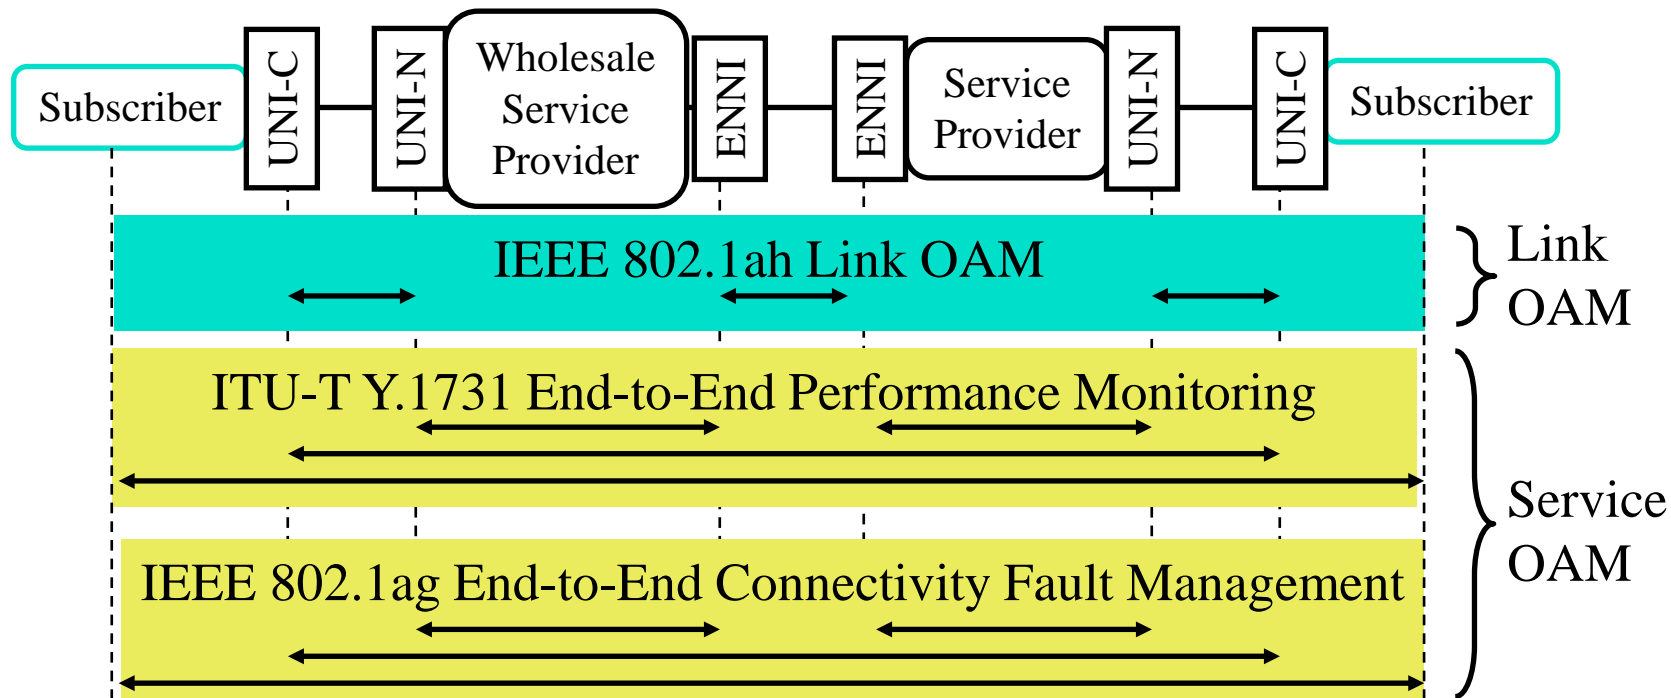 Subscriber
UNI-C
UNI-N
Wholesale
Service
Provider
ENNI
ENNI
Service
Provider
UNI-N
UNI-C
Subscriber
IEEE 802.1ah Link OAM
Link
OAM
ITU-T Y.1731 End-to-End Performance Monitoring
Service
OAM
IEEE 802.1ag End-to-End Connectivity Fault Management